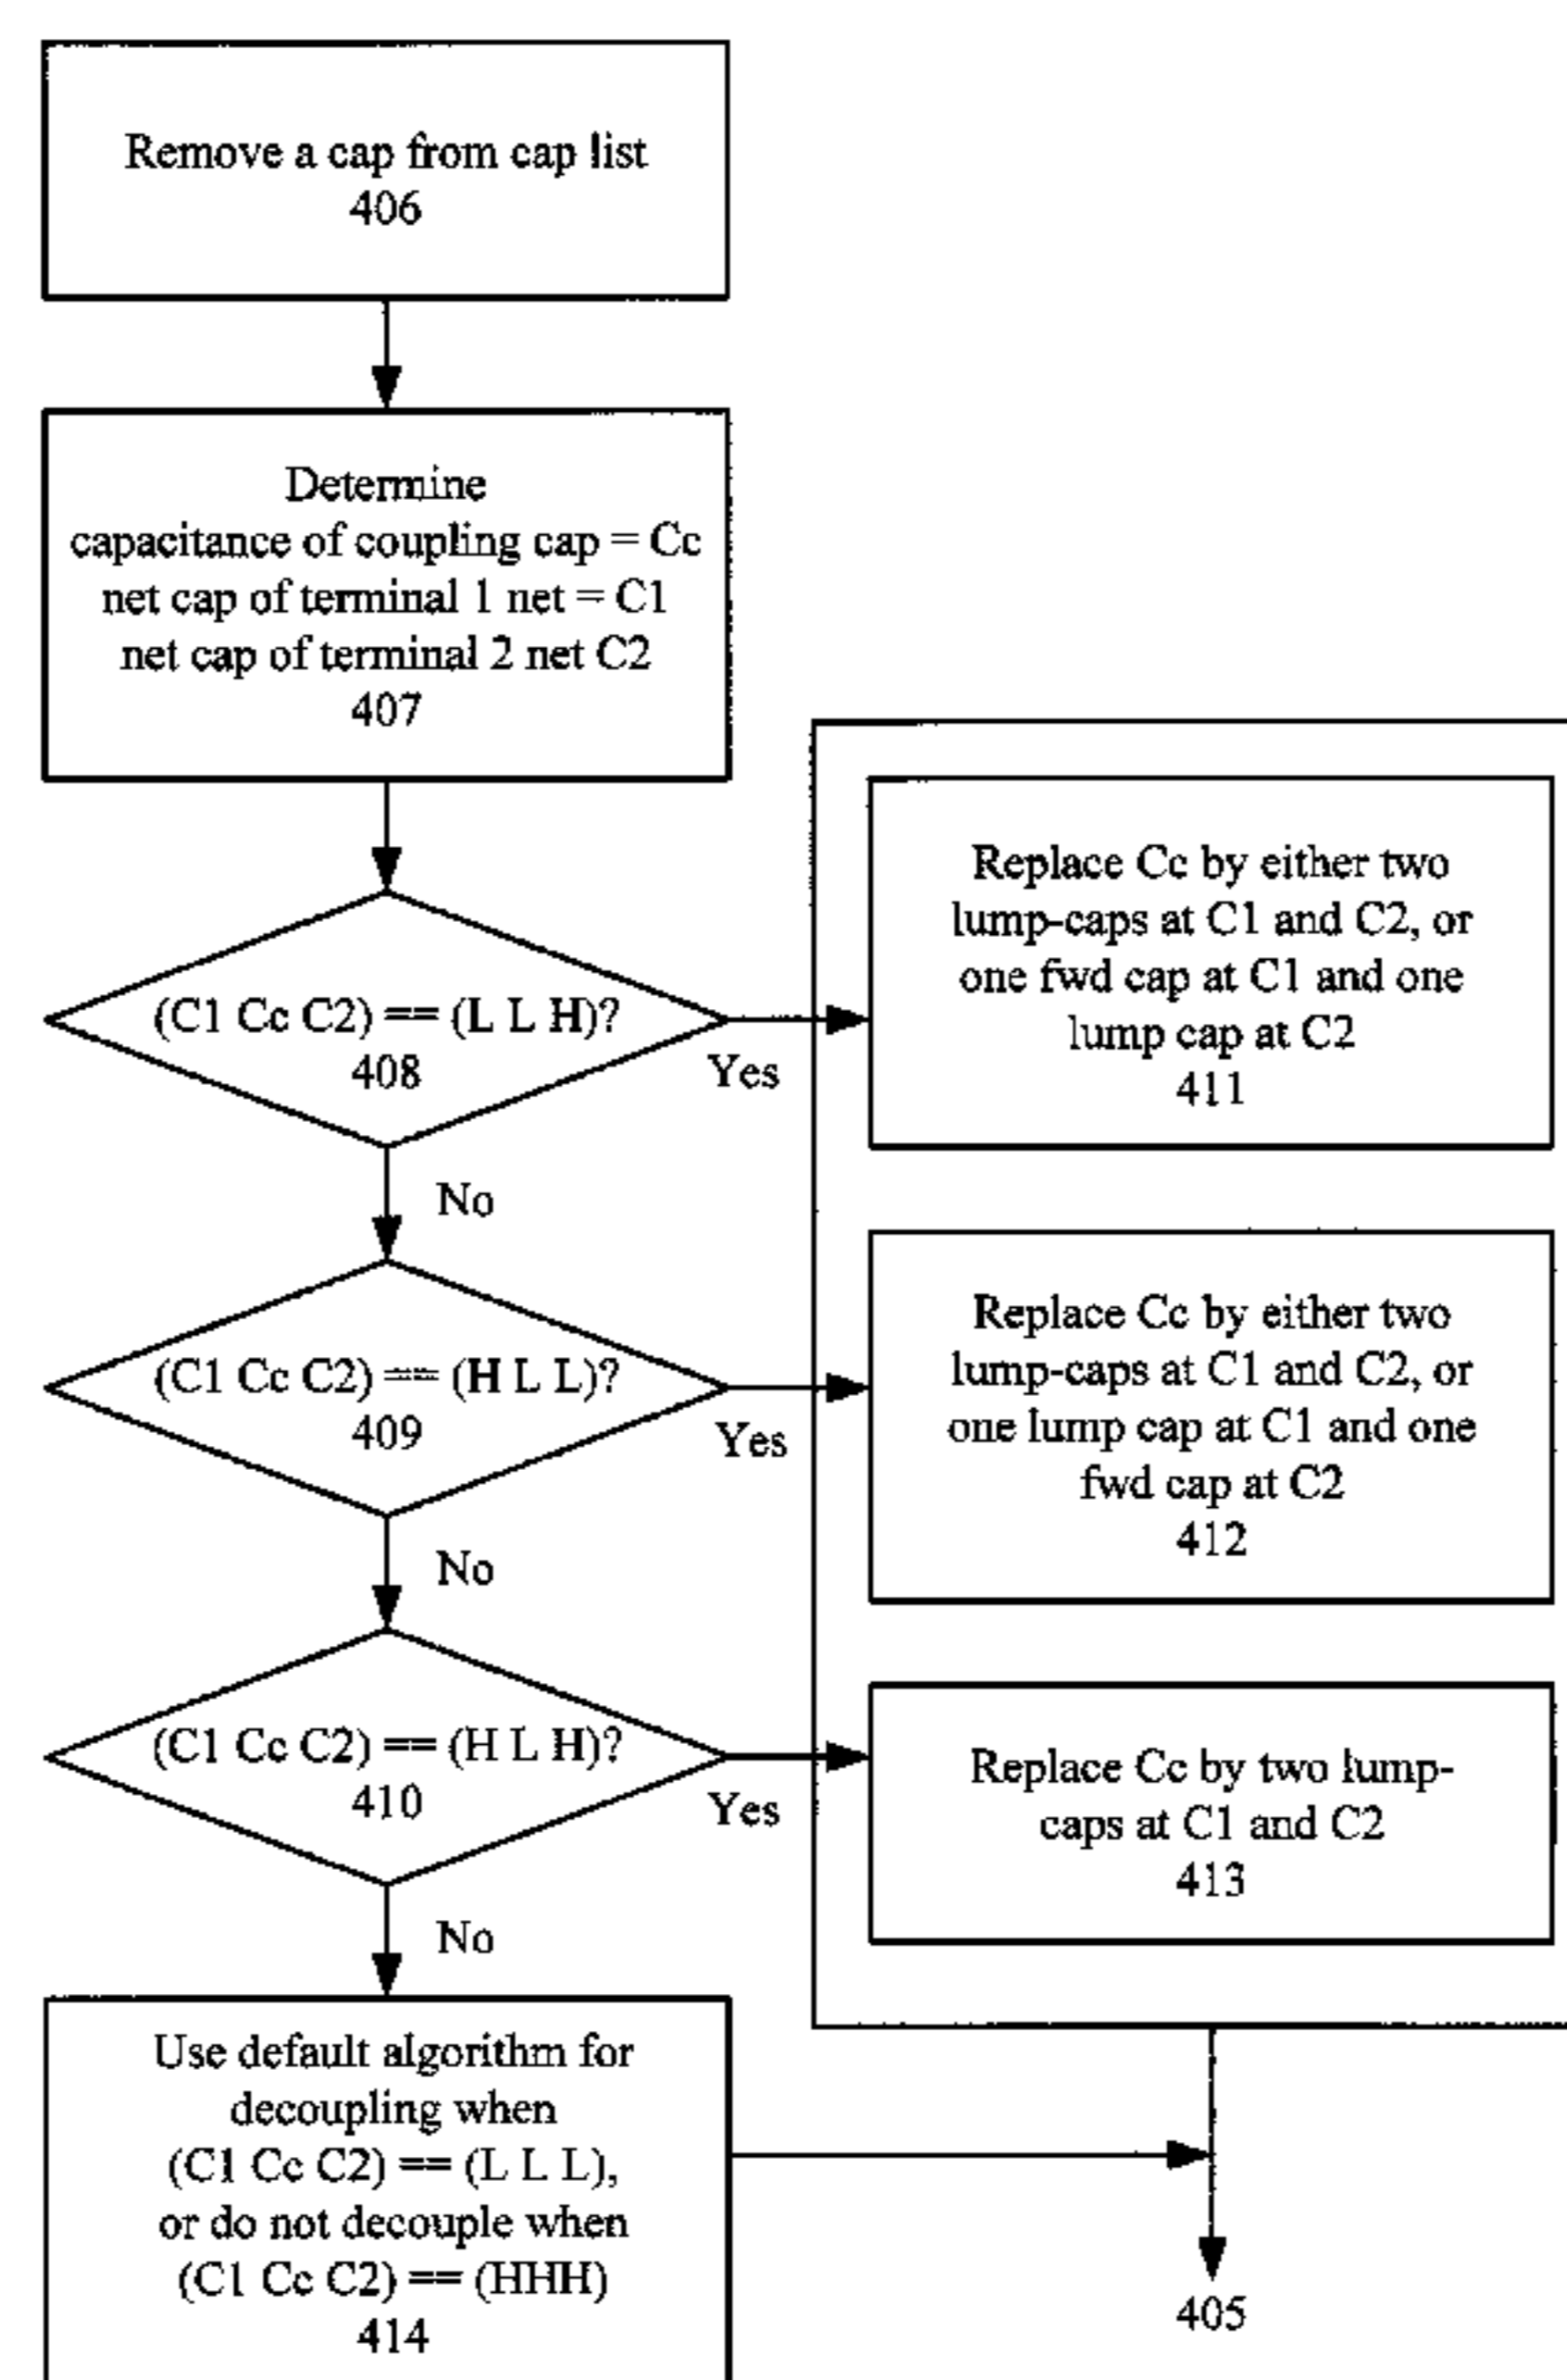 Remove a cap from cap list
406
Determine
capacitance of coupling cap = Cc
net cap of terminal 1 net = C1
net cap of terminal 2 net C2
407
(C1 Cc C2) == (L L H)?
408
Yes
Replace Cc by either two
lump-caps at C1 and C2, or
one fwd cap at C1 and one
lump cap at C2
411
No
(C1 Cc C2) == (H L L)?
409
Yes
Replace Cc by either two
lump-caps at C1 and C2, or
one lump cap at C1 and one
fwd cap at C2
412
No
(C1 Cc C2) == (H L H)?
410
Yes
Replace Cc by two lump-
caps at C1 and C2
413
No
Use default algorithm for
decoupling when
(C1 Cc C2) == (L L L),
or do not decouple when
(C1 Cc C2) == (HHH)
414
405